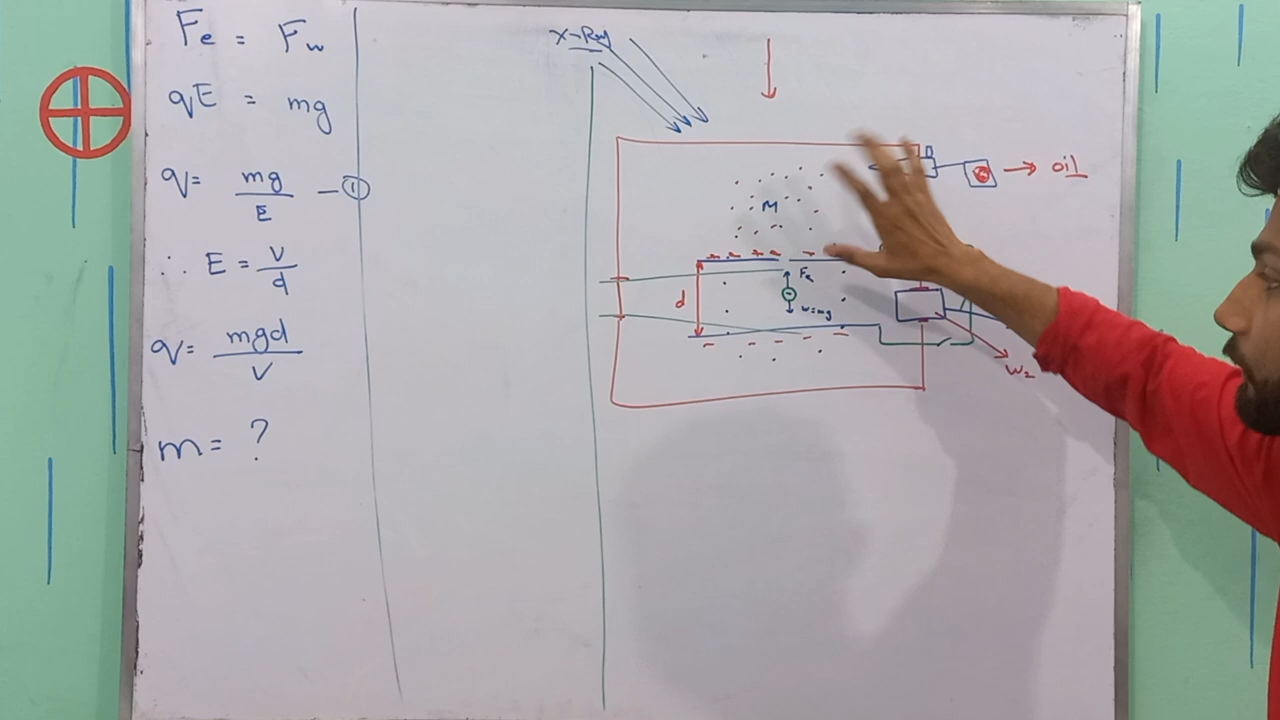 Fe = Fw
qE = mg
q = mg/E — ①
∴ E = V/d
q = mgd/V
m = ?
X-Ray
oil
M
+ + + + −
Fe
d
−
w=mg
W2
− − − − −